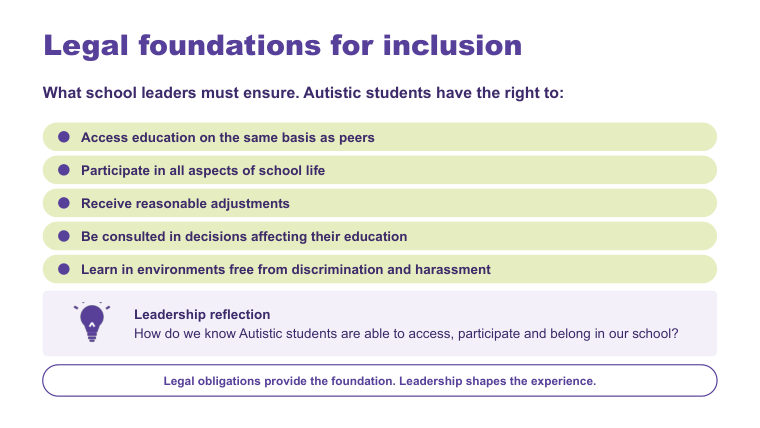 Legal foundations for inclusion
What school leaders must ensure. Autistic students have the right to:
Access education on the same basis as peers
Participate in all aspects of school life
Receive reasonable adjustments
Be consulted in decisions affecting their education
Learn in environments free from discrimination and harassment
Leadership reflection
How do we know Autistic students are able to access, participate and belong in our school?
Legal obligations provide the foundation. Leadership shapes the experience.